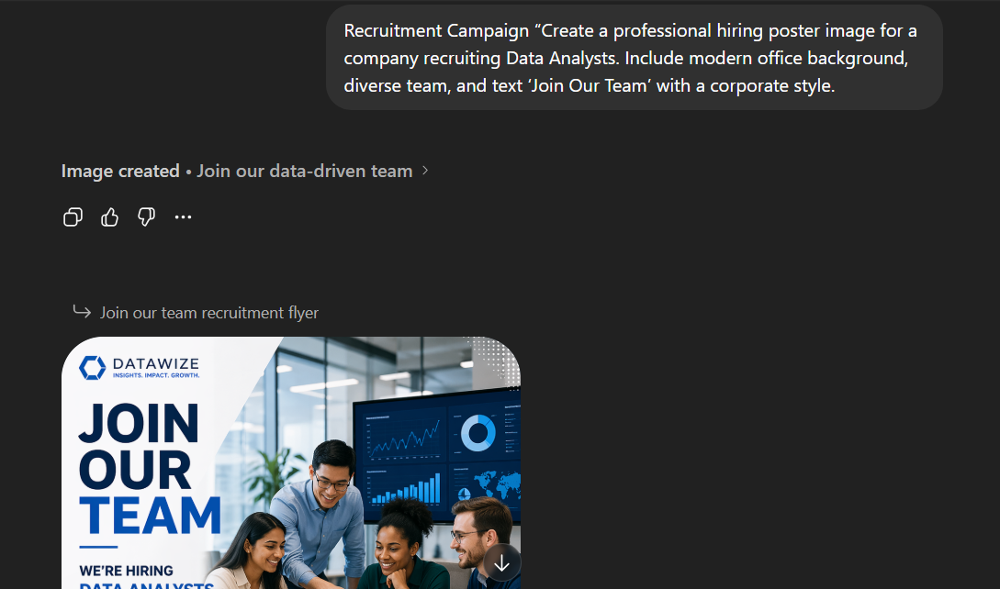 Recruitment Campaign “Create a professional hiring poster image for a
company recruiting Data Analysts. Include modern office background,
diverse team, and text ‘Join Our Team’ with a corporate style.
Image created • Join our data-driven team
Join our team recruitment flyer
DATAWIZE
INSIGHTS. IMPACT. GROWTH.
JOIN
OUR
TEAM
WE'RE HIRING
DATA ANALYSTS